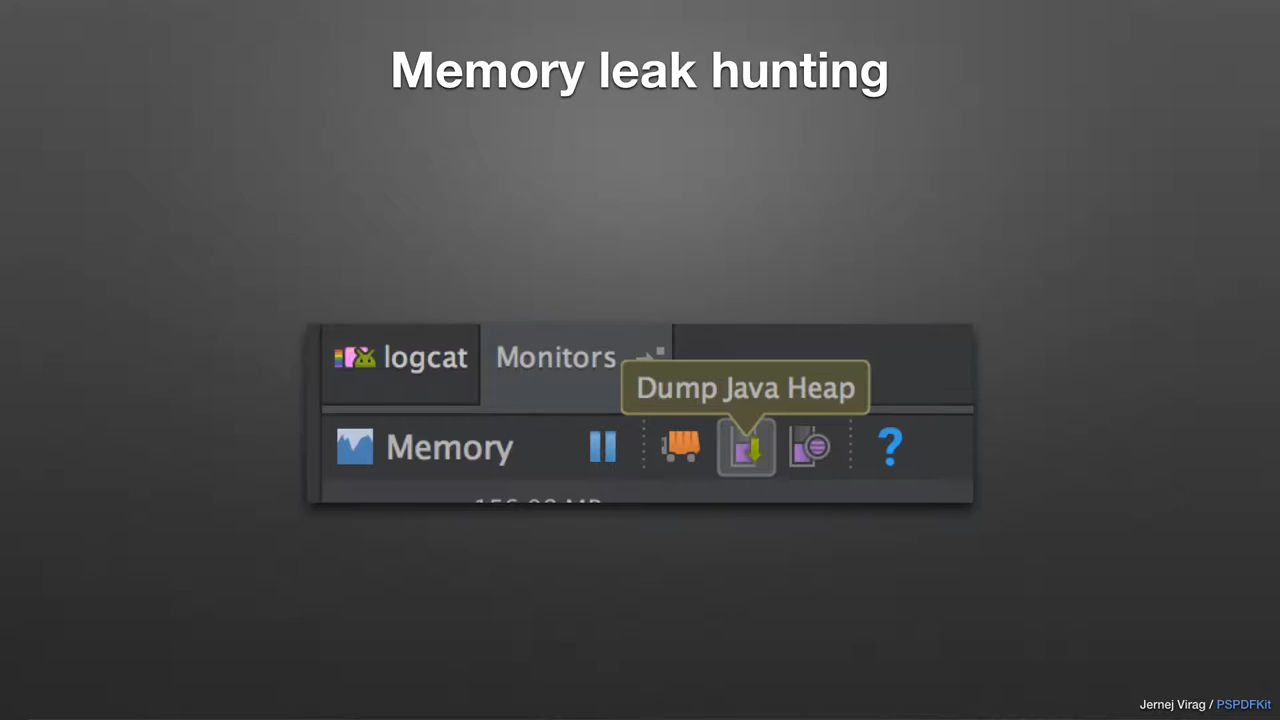 Memory leak hunting
logcat
Monitors
Dump Java Heap
Memory
?
Jernej Virag / PSPDFKit